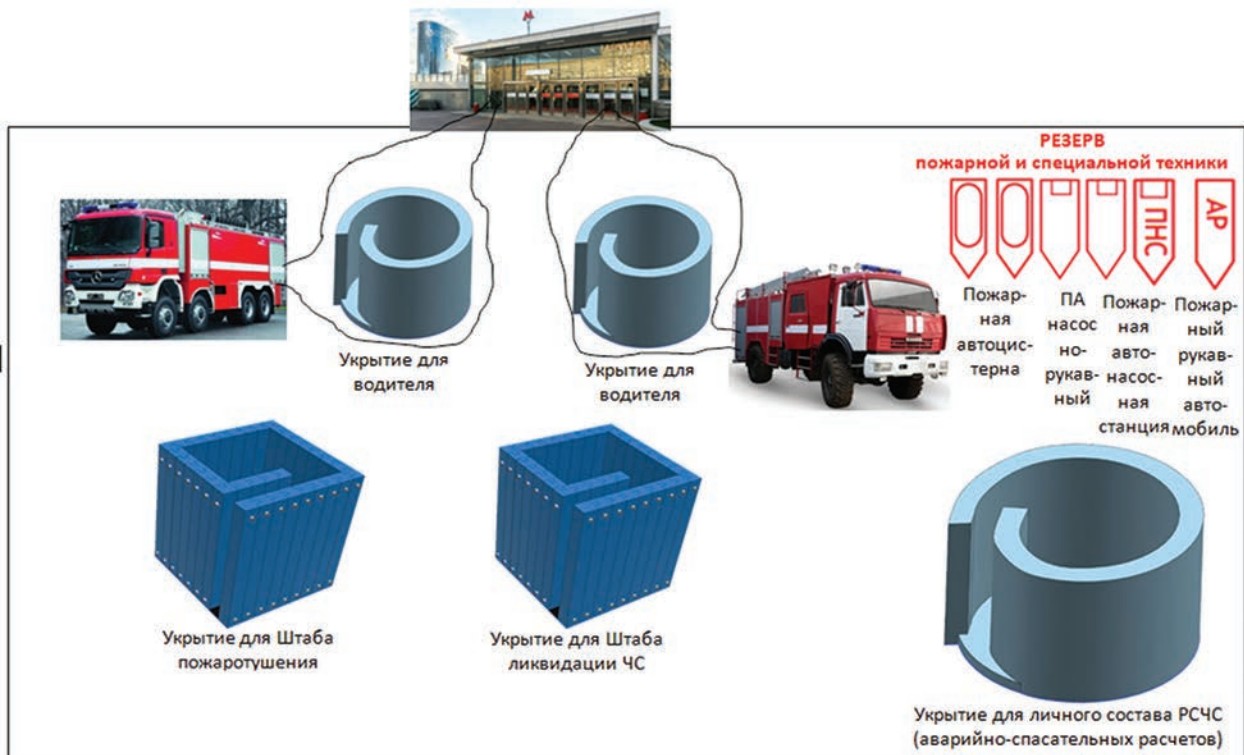 М
РЕЗЕРВ
пожарной и специальной техники
ПНС
АР
Пожар-
ная
автоцис-
терна
ПА
насос
но-
рукав-
ный
Пожар-
ная
авто-
насос-
ная
станция
Пожар-
ный
рукав-
ный
авто-
мобиль
Укрытие для
водителя
Укрытие для
водителя
Укрытие для Штаба
пожаротушения
Укрытие для Штаба
ликвидации ЧС
Укрытие для личного состава РСЧС
(аварийно-спасательных расчетов)